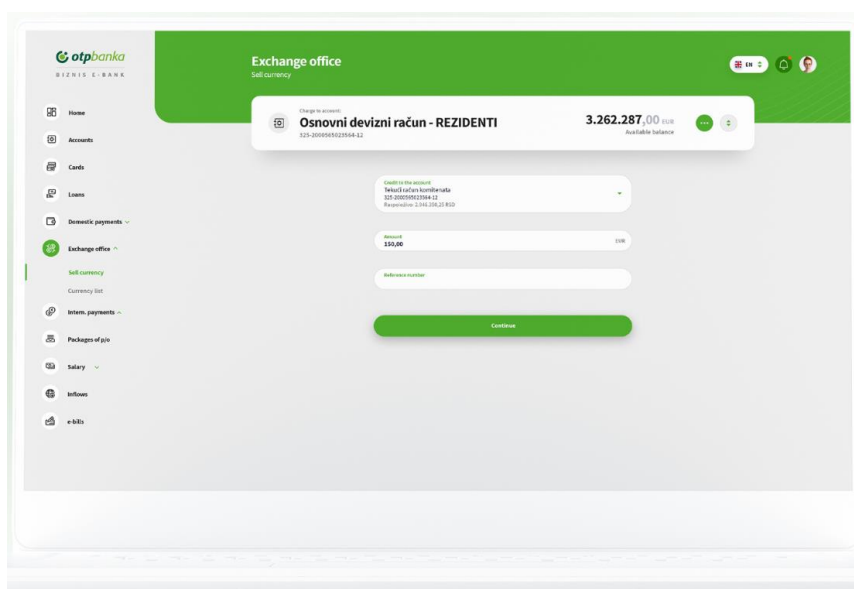 otpbanka
BIZNIS E-BANK
Home
Accounts
Cards
Loans
Domestic payments
Exchange office
Sell currency
Currency list
Intern. payments
Packages of p/o
Salary
Inflows
e-bills
Exchange office
Sell currency
EN
Charge to account:
Osnovni devizni račun - REZIDENTI
325-2000565023564-12
3.262.287,00 EUR
Available balance
Credit to the account
Tekući račun komitenata
325-2000565023564-12
RSD
Amount
150,00
EUR
Reference number
Continue